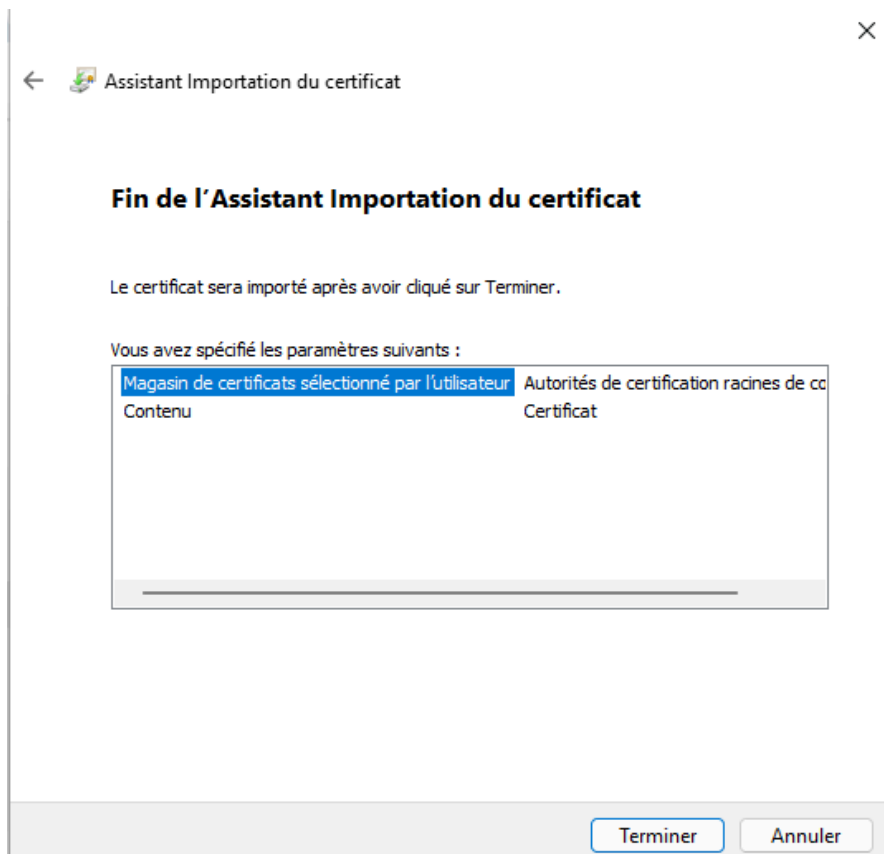 Assistant Importation du certificat
Fin de l'Assistant Importation du certificat
Le certificat sera importé après avoir cliqué sur Terminer.
Vous avez spécifié les paramètres suivants :
Magasin de certificats sélectionné par l'utilisateur Autorités de certification racines de co
Contenu Certificat
Terminer Annuler